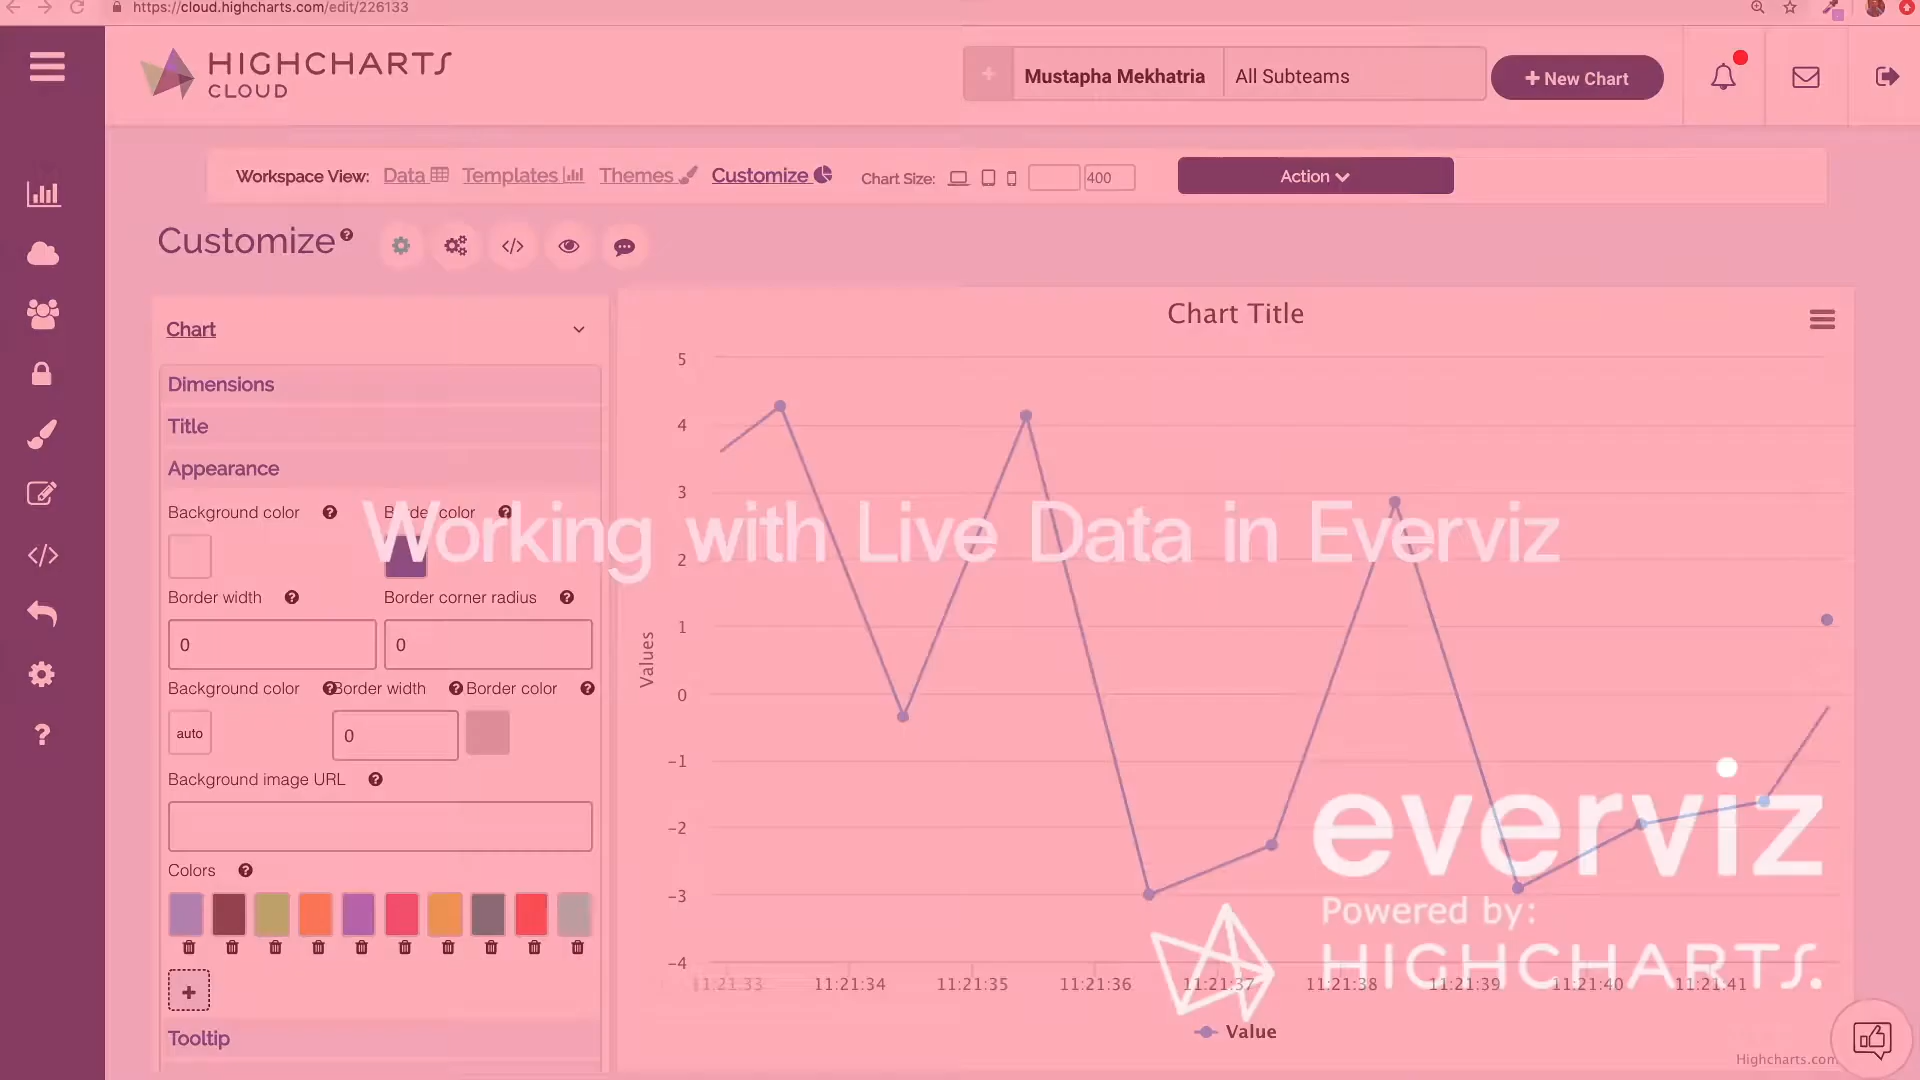 https://cloud.highcharts.com/edit/226133
HIGHCHARTS
CLOUD
Mustapha Mekhatria
All Subteams
New Chart
Workspace View: Data Templates Themes Customize Chart Size: 400
Action
Customize
Chart
Dimensions
Title
Appearance
Background color Border color
Border width Border corner radius
0 0
Background color Border width Border color
auto 0
Background image URL
Colors
Tooltip
Chart Title
5
4
3
2
1
0
-1
-2
-3
-4
Values
11:21:33 11:21:34 11:21:35 11:21:36 11:21:37 11:21:38 11:21:39 11:21:40 11:21:41
Value
Highcharts.com
Working with Live Data in Everviz
everviz
Powered by:
HIGHCHARTS.